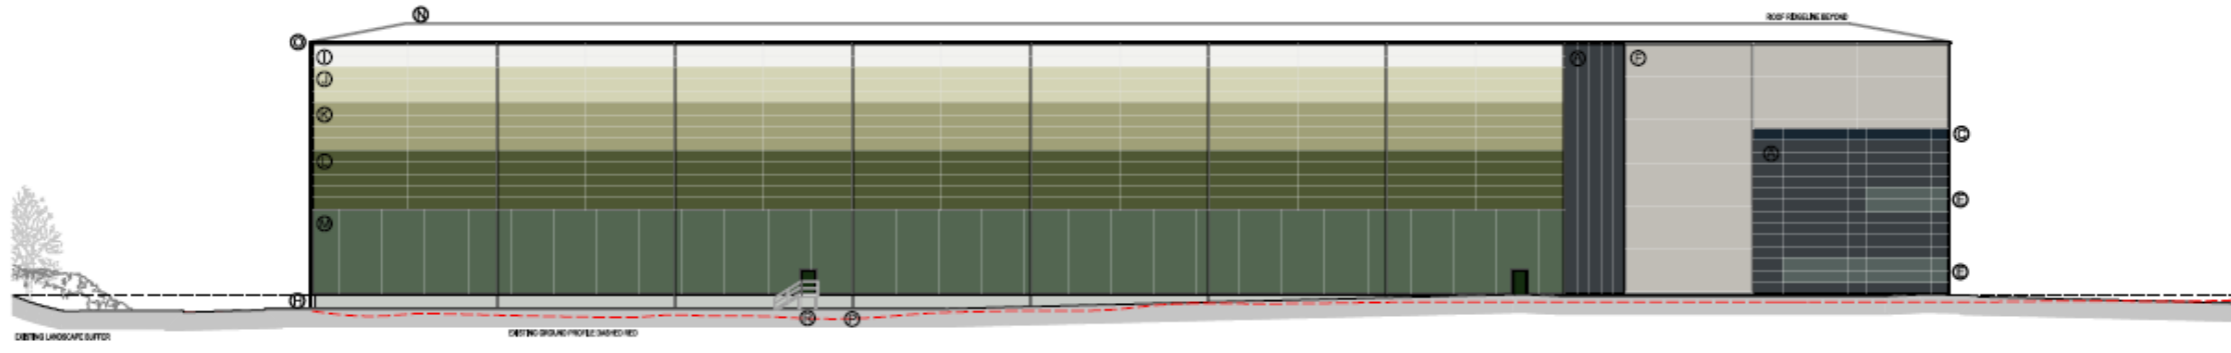 N
ROOF RIDGELINE BEYOND
O
I
A
F
J
K
C
L
A
M
E
E
H
P
EXISTING GROUND PROFILE DASHED RED
EXISTING LANDSCAPE BUFFER